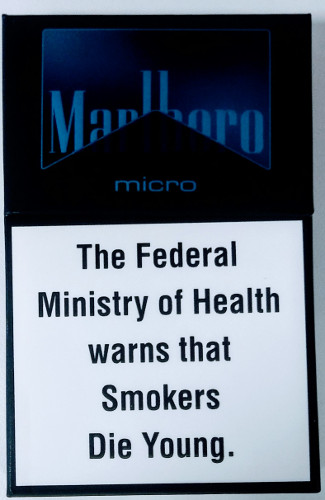 Marlboro
micro
The Federal
Ministry of Health
warns that
Smokers
Die Young.